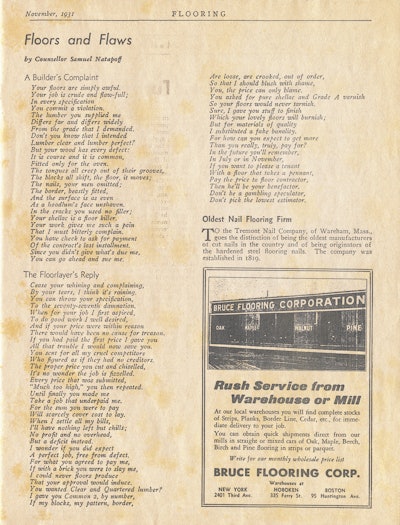 November, 1931
FLOORING
Floors and Flaws
by Counsellor Samuel Natapoff
A Builder's Complaint
Your floors are simply awful.
Your job is crude and flaw-full;
In every specification
You commit a violation.
The lumber you supplied me
Differs far and differs widely
From the grade that I demanded.
Don't you know that I intended
Lumber clear and lumber perfect?
But your wood has every defect:
It is coarse and it is common,
Fitted only for the oven.
The tongues all creep out of their grooves,
The blocks all shift, the floor, it moves;
The nails, your men omitted;
The border, beastly fitted,
And the surface is as even
As a hoodlum's face unshaven.
In the cracks you used no filler;
Your shellac is a floor killer.
Your work gives me such a pain
That I must bitterly complain.
You have cheek to ask for payment
Of the contract's last installment.
Since you didn't give what's due me,
You can go ahead and sue me.
The Floorlayer's Reply
Cease your whining and complaining,
By your tears, I think it's raining.
You can throw your specification,
To the seventy-seventh damnation.
When for your job I first aspired,
To do good work I well desired,
And if your price were within reason
There would have been no cause for treason.
If you had paid the first price I gave you
All that trouble I would now save you.
You sent for all my cruel competitors
Who figured as if they had no creditors.
The proper price you cut and chiselled,
It's no wonder the job is fizzelled.
Every price that was submitted,
"Much too high," you then repeated.
Until finally you made me
Take a job that underpaid me.
For the sum you were to pay
Will scarcely cover cost to lay.
When I settle all my bills,
I'll have nothing left but chills;
No profit and no overhead,
But a deficit instead.
I wonder if you did expect
A perfect job, free from defect,
For what you agreed to pay me,
If with a brick you were to slay me,
I could never floors produce
That your approval would induce.
You wanted Clear and Quartered lumber?
I gave you Common 2, by number,
If my blocks, my pattern, border,
Are loose, are crooked, out of order,
So that I should blush with shame,
You, the price can only blame.
You asked for pure shellac and Grade A varnish
So your floors would never tarnish.
Sure, I gave you stuff to finish
Which your lovely floors will burnish,
But for materials of quality
I substituted a fake banality.
For how can you expect to get more
Than you really, truly, pay for?
In the future you'll remember,
In July or in November,
If you want to please a tenant
With a floor that takes a pennant,
Pay the price to floor contractor,
Then he'll be your benefactor.
Don't be a gambling speculator,
Don't pick the lowest estimator.
Oldest Nail Flooring Firm
TO the Tremont Nail Company, of Wareham, Mass.,
goes the distinction of being the oldest manufacturers
of cut nails in the country and of being originators of
the hardened steel flooring nails. The company was
established in 1819.
BRUCE FLOORING CORPORATION
OAK MAPLE WALNUT PINE
Rush Service from
Warehouse or Mill
At our local warehouses you will find complete stocks
of Strips, Planks, Border Line, Cedar, etc., for imme-
diate delivery to your job.
You can obtain quick shipments direct from our
mills in straight or mixed cars of Oak, Maple, Beech,
Birch and Pine flooring in strips or parquet.
Write for our monthly wholesale price list
BRUCE FLOORING CORP.
Warehouses at
NEW YORK HOBOKEN BOSTON
2401 Third Ave. 325 Ferry St. 95 Huntington Ave.